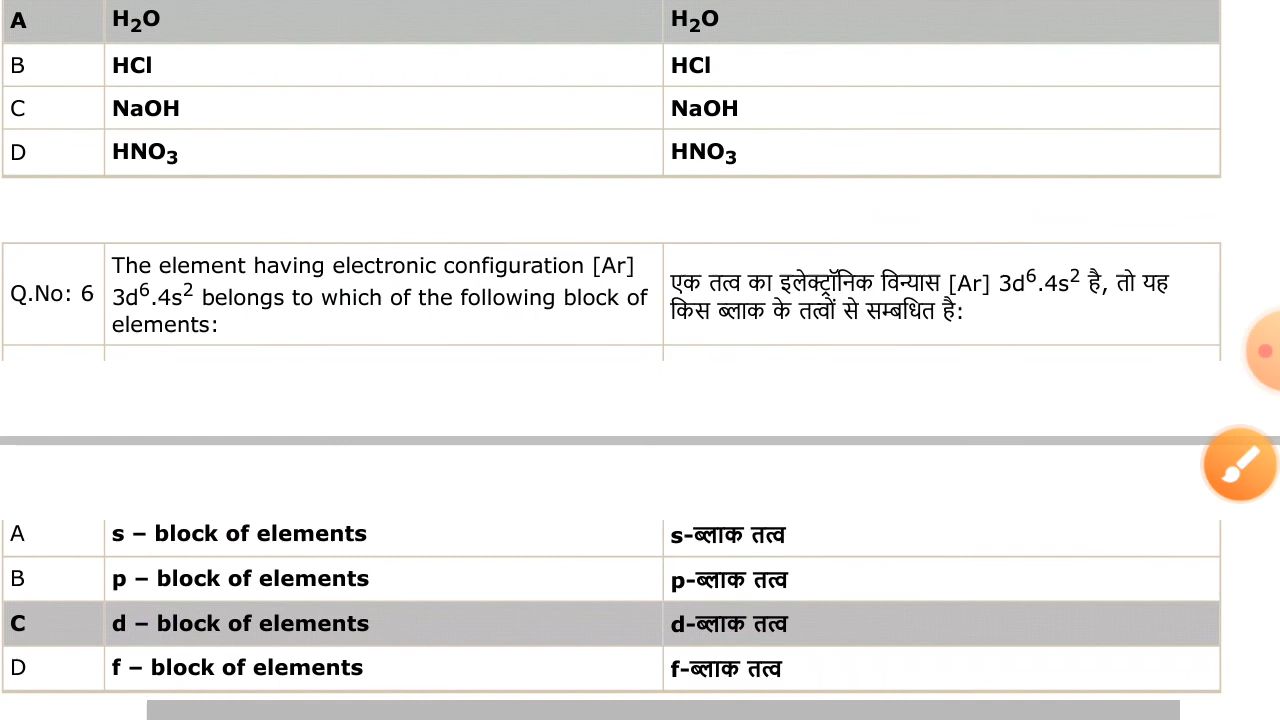 A H₂O H₂O
B HCl HCl
C NaOH NaOH
D HNO₃ HNO₃
Q.No: 6
The element having electronic configuration [Ar]
3d⁶.4s² belongs to which of the following block of
elements:
एक तत्व का इलेक्ट्रॉनिक विन्यास [Ar] 3d⁶.4s² है, तो यह
किस ब्लाक के तत्वों से सम्बधित है:
A s – block of elements s-ब्लाक तत्व
B p – block of elements p-ब्लाक तत्व
C d – block of elements d-ब्लाक तत्व
D f – block of elements f-ब्लाक तत्व